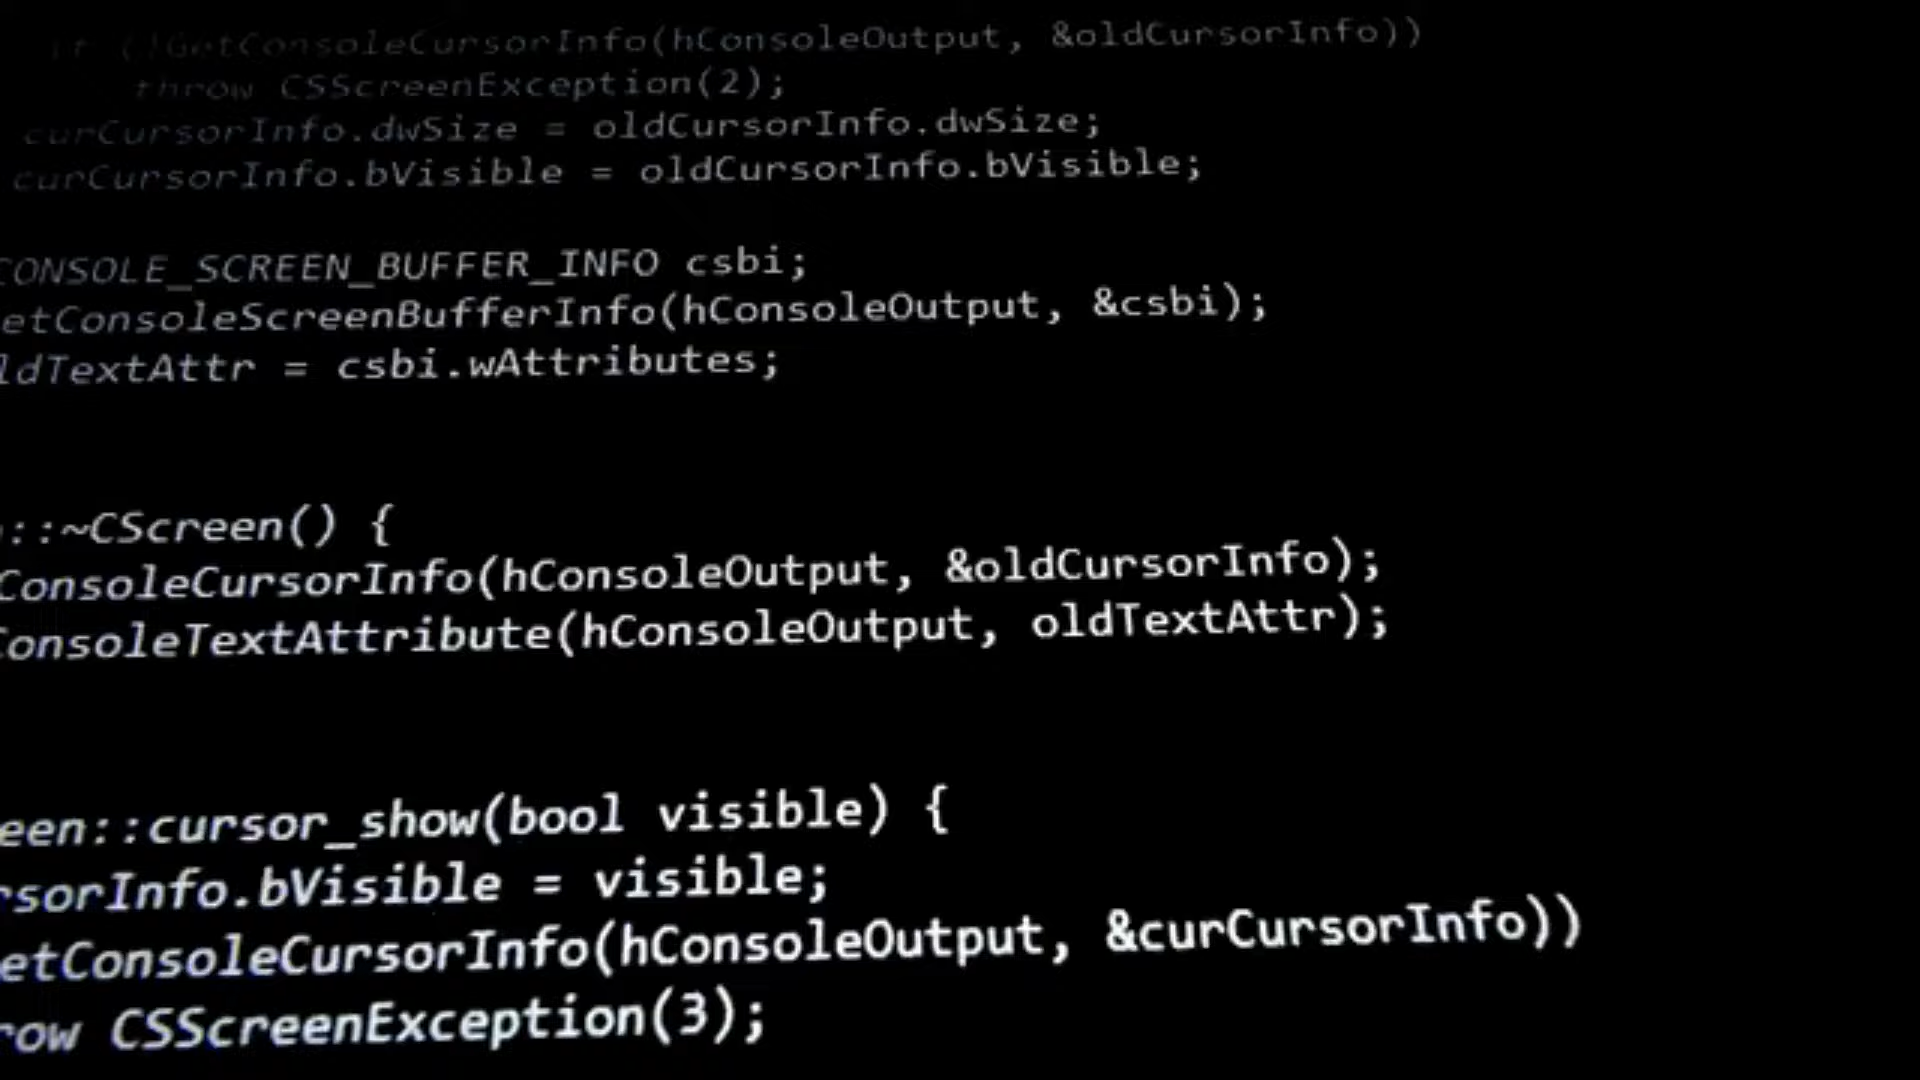 if (!GetConsoleCursorInfo(hConsoleOutput, &oldCursorInfo))
throw CSScreenException(2);
curCursorInfo.dwSize = oldCursorInfo.dwSize;
curCursorInfo.bVisible = oldCursorInfo.bVisible;
CONSOLE_SCREEN_BUFFER_INFO csbi;
etConsoleScreenBufferInfo(hConsoleOutput, &csbi);
ldTextAttr = csbi.wAttributes;
::~CScreen() {
ConsoleCursorInfo(hConsoleOutput, &oldCursorInfo);
ConsoleTextAttribute(hConsoleOutput, oldTextAttr);
een::cursor_show(bool visible) {
rsorInfo.bVisible = visible;
etConsoleCursorInfo(hConsoleOutput, &curCursorInfo))
row CSScreenException(3);